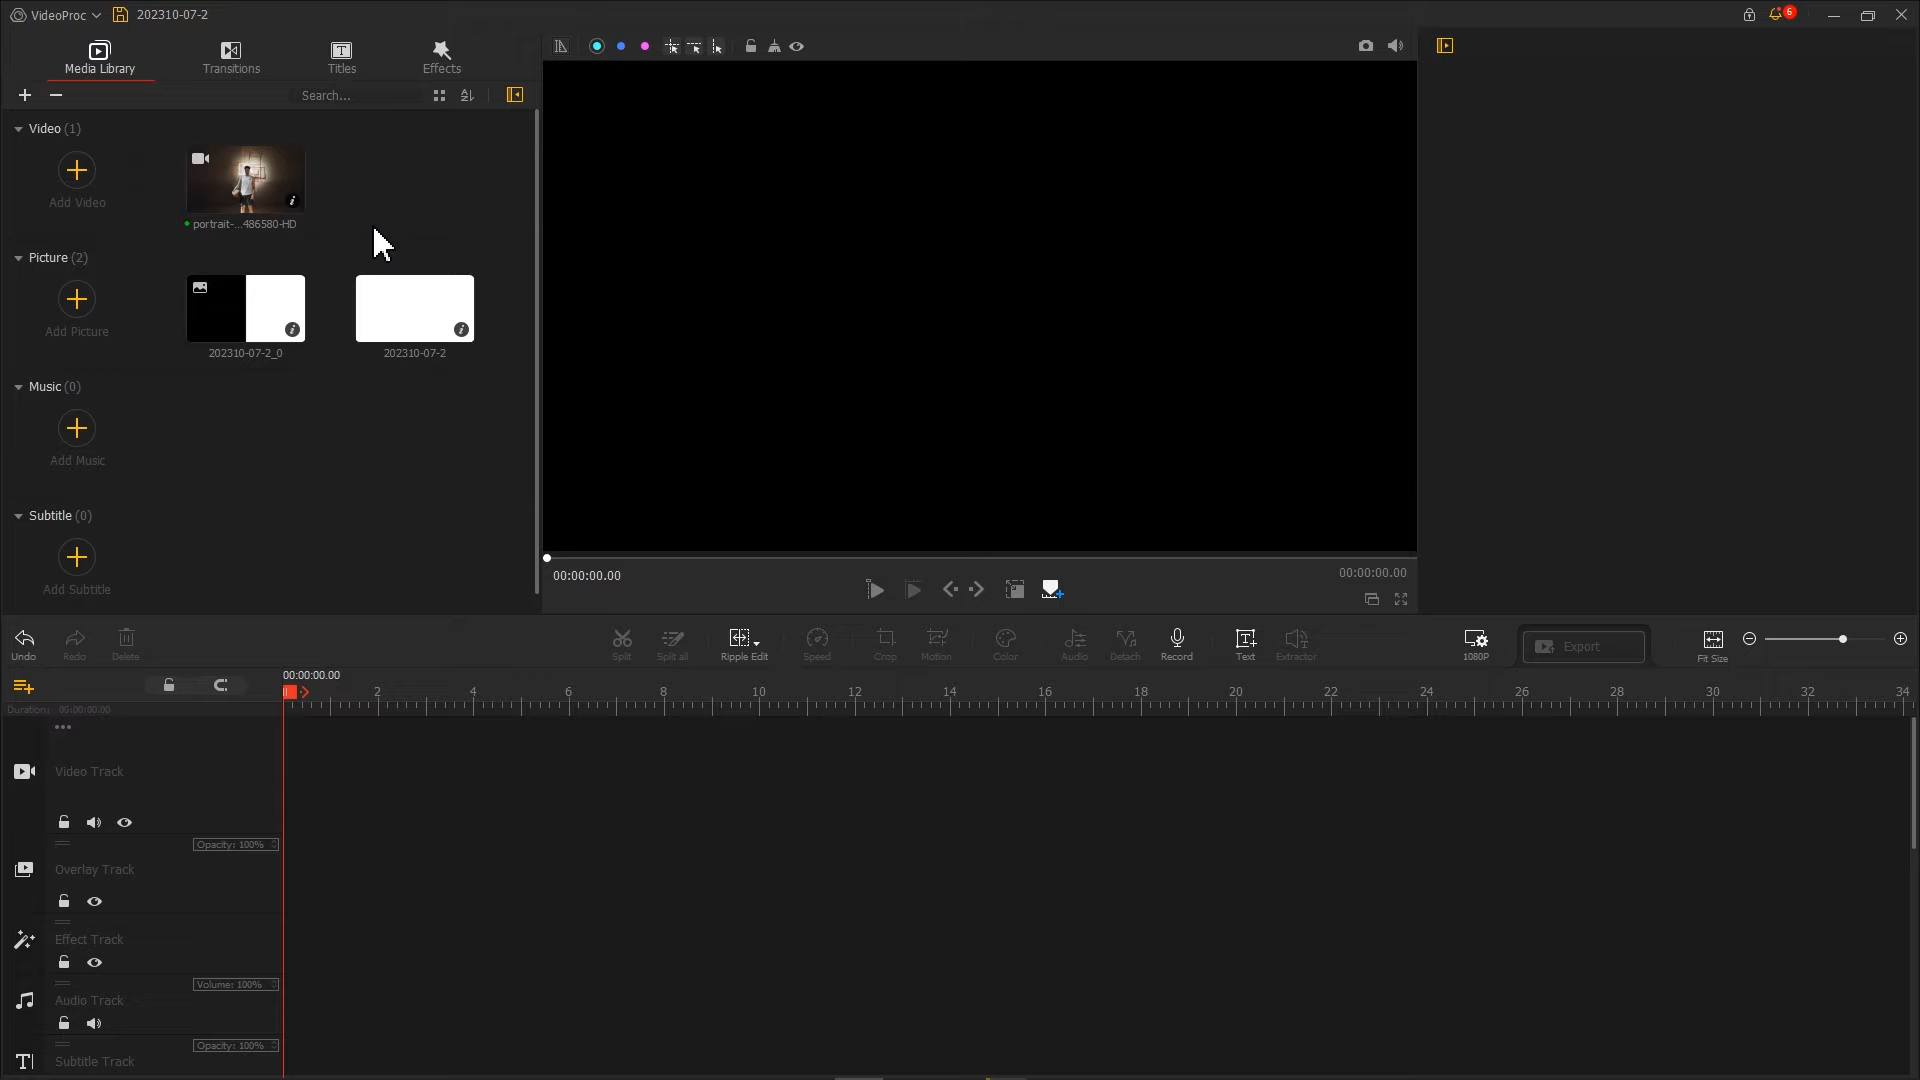 VideoProc
202310-07-2
6
Media Library
Transitions
Titles
Effects
Search...
Video (1)
Add Video
portrait-...486580-HD
Picture (2)
Add Picture
202310-07-2_0
202310-07-2
Music (0)
Add Music
Subtitle (0)
Add Subtitle
00:00:00.00
00:00:00.00
Undo
Redo
Delete
Split
Split all
Ripple Edit
Speed
Crop
Motion
Color
Audio
Detach
Record
Text
Extractor
1080P
Export
Fit Size
00:00:00.00
2 4 6 8 10 12 14 16 18 20 22 24 26 28 30 32 34
Duration: 00:00:00.00
Video Track
Opacity: 100%
Overlay Track
Effect Track
Volume: 100%
Audio Track
Opacity: 100%
Subtitle Track